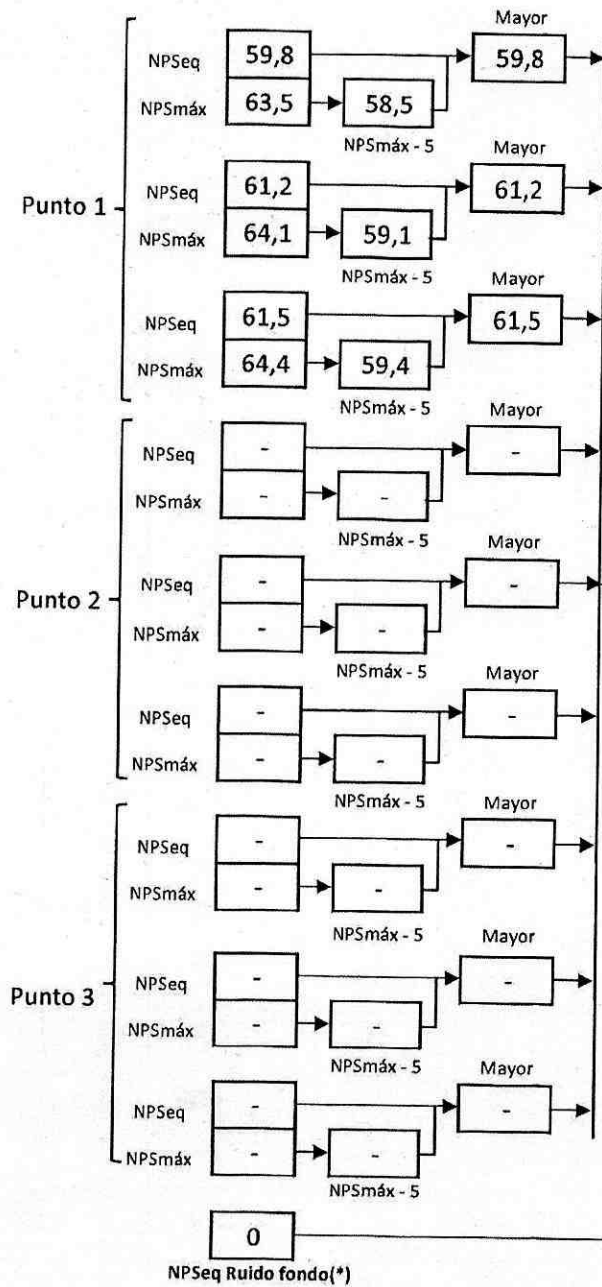 Mayor
NPSeq 59,8 59,8
NPSmáx 63,5 58,5
NPSmáx - 5
Mayor
Punto 1
NPSeq 61,2 61,2
NPSmáx 64,1 59,1
NPSmáx - 5
Mayor
NPSeq 61,5 61,5
NPSmáx 64,4 59,4
NPSmáx - 5
Mayor
NPSeq - -
NPSmáx - -
NPSmáx - 5
Mayor
Punto 2
NPSeq - -
NPSmáx - -
NPSmáx - 5
Mayor
NPSeq - -
NPSmáx - -
NPSmáx - 5
Mayor
NPSeq - -
NPSmáx - -
NPSmáx - 5
Mayor
Punto 3
NPSeq - -
NPSmáx - -
NPSmáx - 5
Mayor
NPSeq - -
NPSmáx - -
NPSmáx - 5
0
NPSeq Ruido fondo(*)